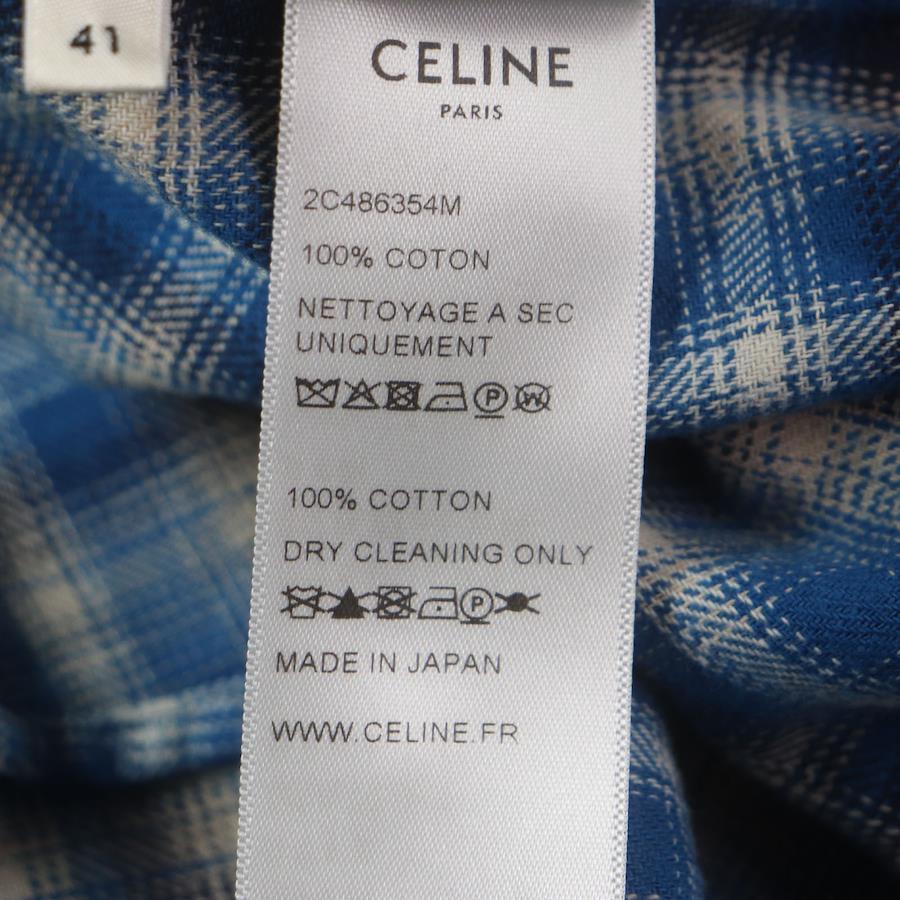 41
CELINE
PARIS
2C486354M
100% COTON
NETTOYAGE A SEC
UNIQUEMENT
P W
100% COTTON
DRY CLEANING ONLY
P
MADE IN JAPAN
WWW.CELINE.FR